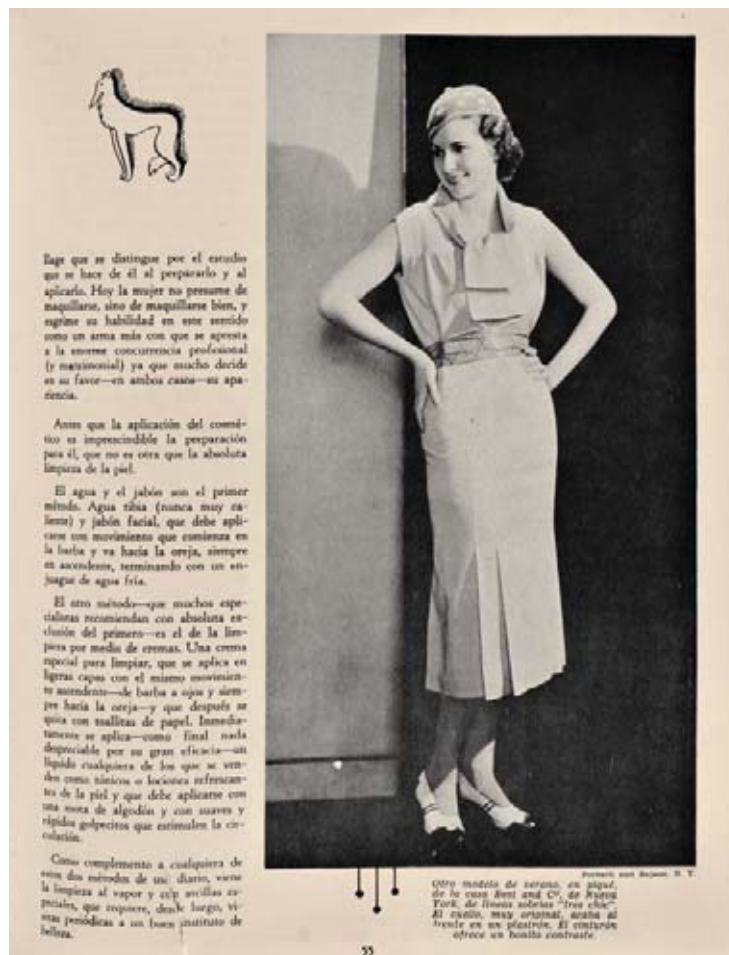 llage que se distingue por el estudio
que se hace de él al prepararlo y al
aplicarlo. Hoy la mujer no presume de
maquillarse, sino de maquillarse bien, y
esgrime su habilidad en este sentido
como un arma más con que se apresta
a la enorme concurrencia profesional
(y matrimonial) ya que mucho decide
en su favor—en ambos casos—su apa-
riencia.
Antes que la aplicación del cosmé-
tico es imprescindible la preparación
para él, que no es otra que la absoluta
limpieza de la piel.
El agua y el jabón son el primer
método. Agua tibia (nunca muy ca-
liente) y jabón facial, que debe apli-
carse con movimiento que comienza en
la barba y va hacia la oreja, siempre
en ascendente, terminando con un en-
juague de agua fría.
El otro método—que muchos espe-
cialistas recomiendan con absoluta ex-
clusión del primero—es el de la lim-
pieza por medio de cremas. Una crema
especial para limpiar, que se aplica en
ligeras capas con el mismo movimien-
to ascendente—de barba a ojos y siem-
pre hacia la oreja—y que después se
quita con toallitas de papel. Inmedia-
tamente se aplica—como final nada
despreciable por su gran eficacia—un
líquido cualquiera de los que se ven-
den como tónicos o lociones refrescan-
tes de la piel y que debe aplicarse con
una mota de algodón y con suaves y
rápidos golpecitos que estimulen la cir-
culación.
Como complemento a cualquiera de
estos dos métodos de uso diario, viene
la limpieza al vapor y con arcillas es-
peciales, que requiere, desde luego, vi-
sitas periódicas a un buen instituto de
belleza.
N. Y.
Otro modelo de verano, en piqué,
de la casa Best and Cº, de Nueva
York, de líneas sobrias "tres chic".
El cuello, muy original, acaba al
frente en un plastrón. El cinturón
ofrece un bonito contraste.
55